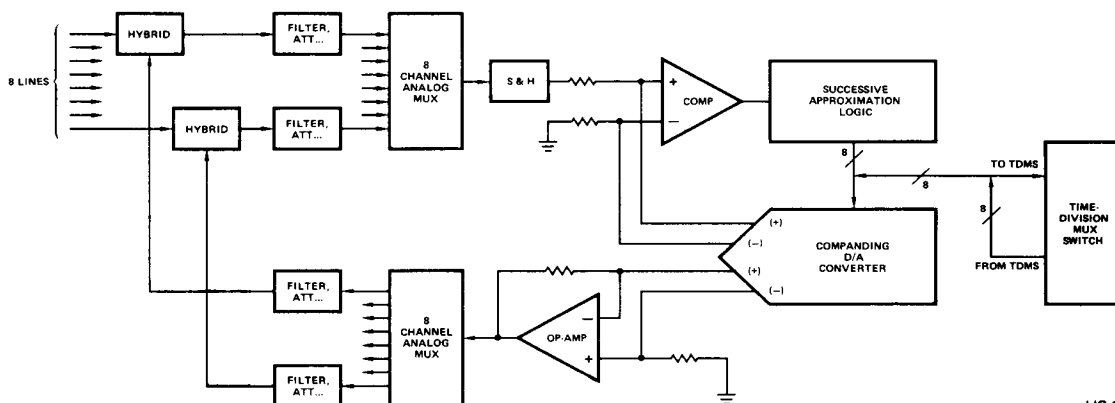 8 LINES
HYBRID
FILTER,
ATT...
HYBRID
FILTER,
ATT...
8
CHANNEL
ANALOG
MUX
S & H
+
−
COMP
SUCCESSIVE
APPROXIMATION
LOGIC
8
8
TO TDMS
8
FROM TDMS
TIME-
DIVISION
MUX
SWITCH
(+)
(−)
(+)
(−)
COMPANDING
D/A
CONVERTER
FILTER,
ATT...
FILTER,
ATT...
8
CHANNEL
ANALOG
MUX
OP-AMP
−
+